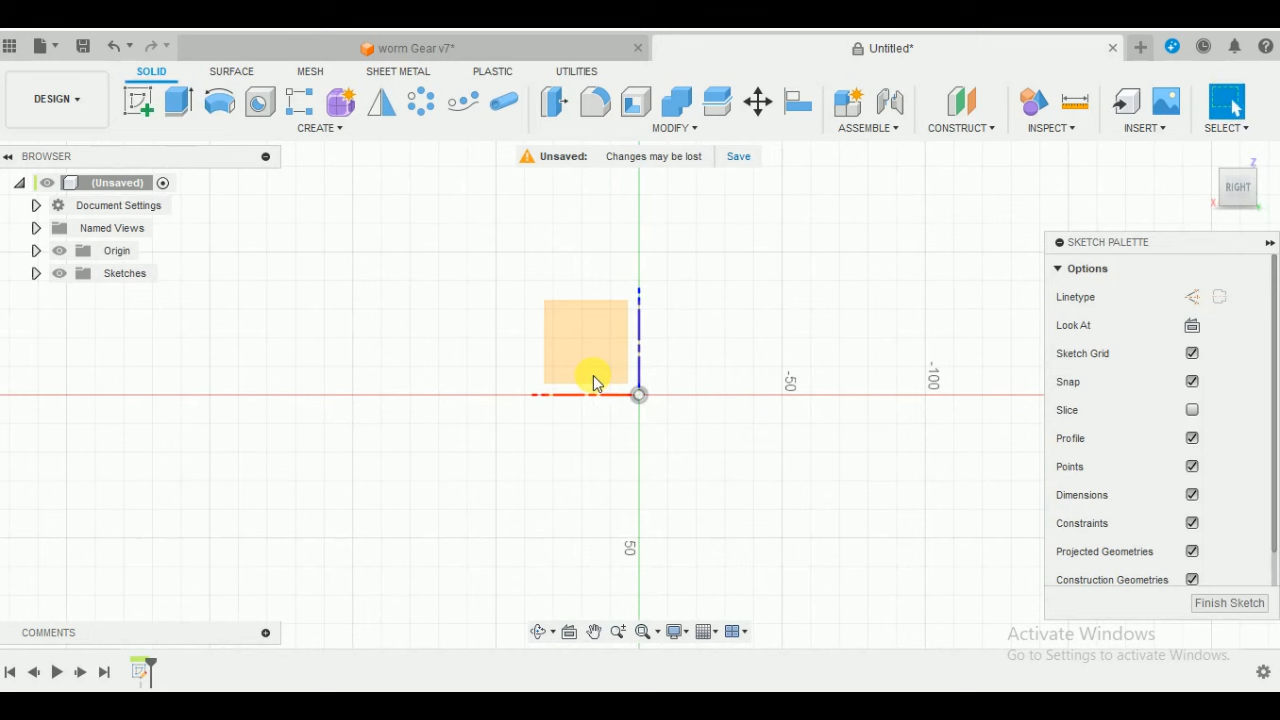 worm Gear v7*
Untitled*
SOLID SURFACE MESH SHEET METAL PLASTIC UTILITIES
DESIGN
CREATE MODIFY ASSEMBLE CONSTRUCT INSPECT INSERT SELECT
BROWSER
Unsaved: Changes may be lost Save
(Unsaved)
Document Settings
Named Views
Origin
Sketches
Z
RIGHT
X
SKETCH PALETTE
Options
Linetype
Look At
Sketch Grid
Snap
Slice
Profile
Points
Dimensions
Constraints
Projected Geometries
Construction Geometries
Finish Sketch
-50
-100
50
COMMENTS
Activate Windows
Go to Settings to activate Windows.